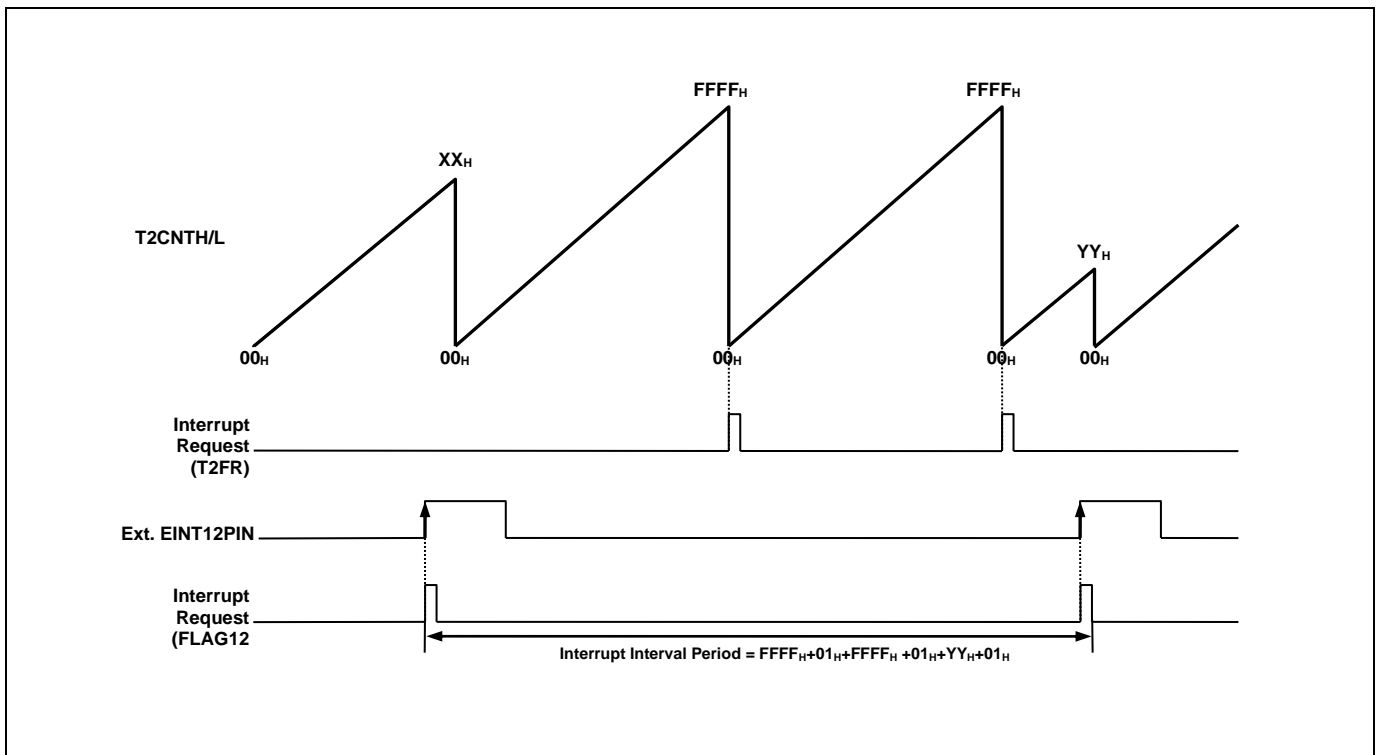 FFFFH FFFFH
XXH
T2CNTH/L
YYH
00H 00H 00H 00H 00H
Interrupt
Request
(T2FR)
Ext. EINT12PIN
Interrupt
Request
(FLAG12
Interrupt Interval Period = FFFFH+01H+FFFFH +01H+YYH+01H